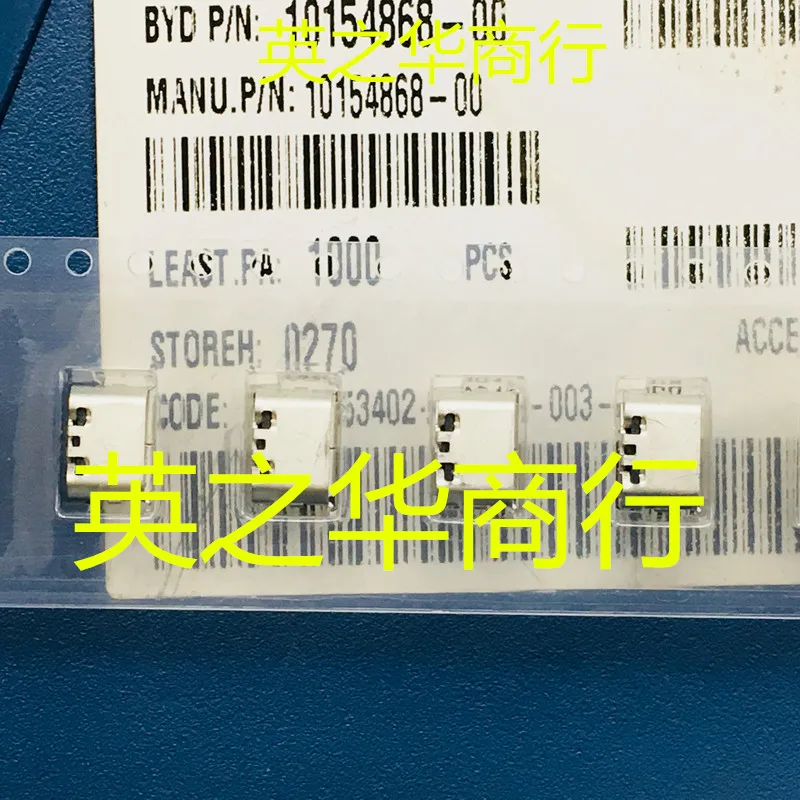 BYD P/N: 10154868-00
英之华商行
MANU.P/N: 10154868-00
LEAST.PA: 1000 PCS
STOREH: 0270
ACCE
CODE: 53402- -003-
英之华商行